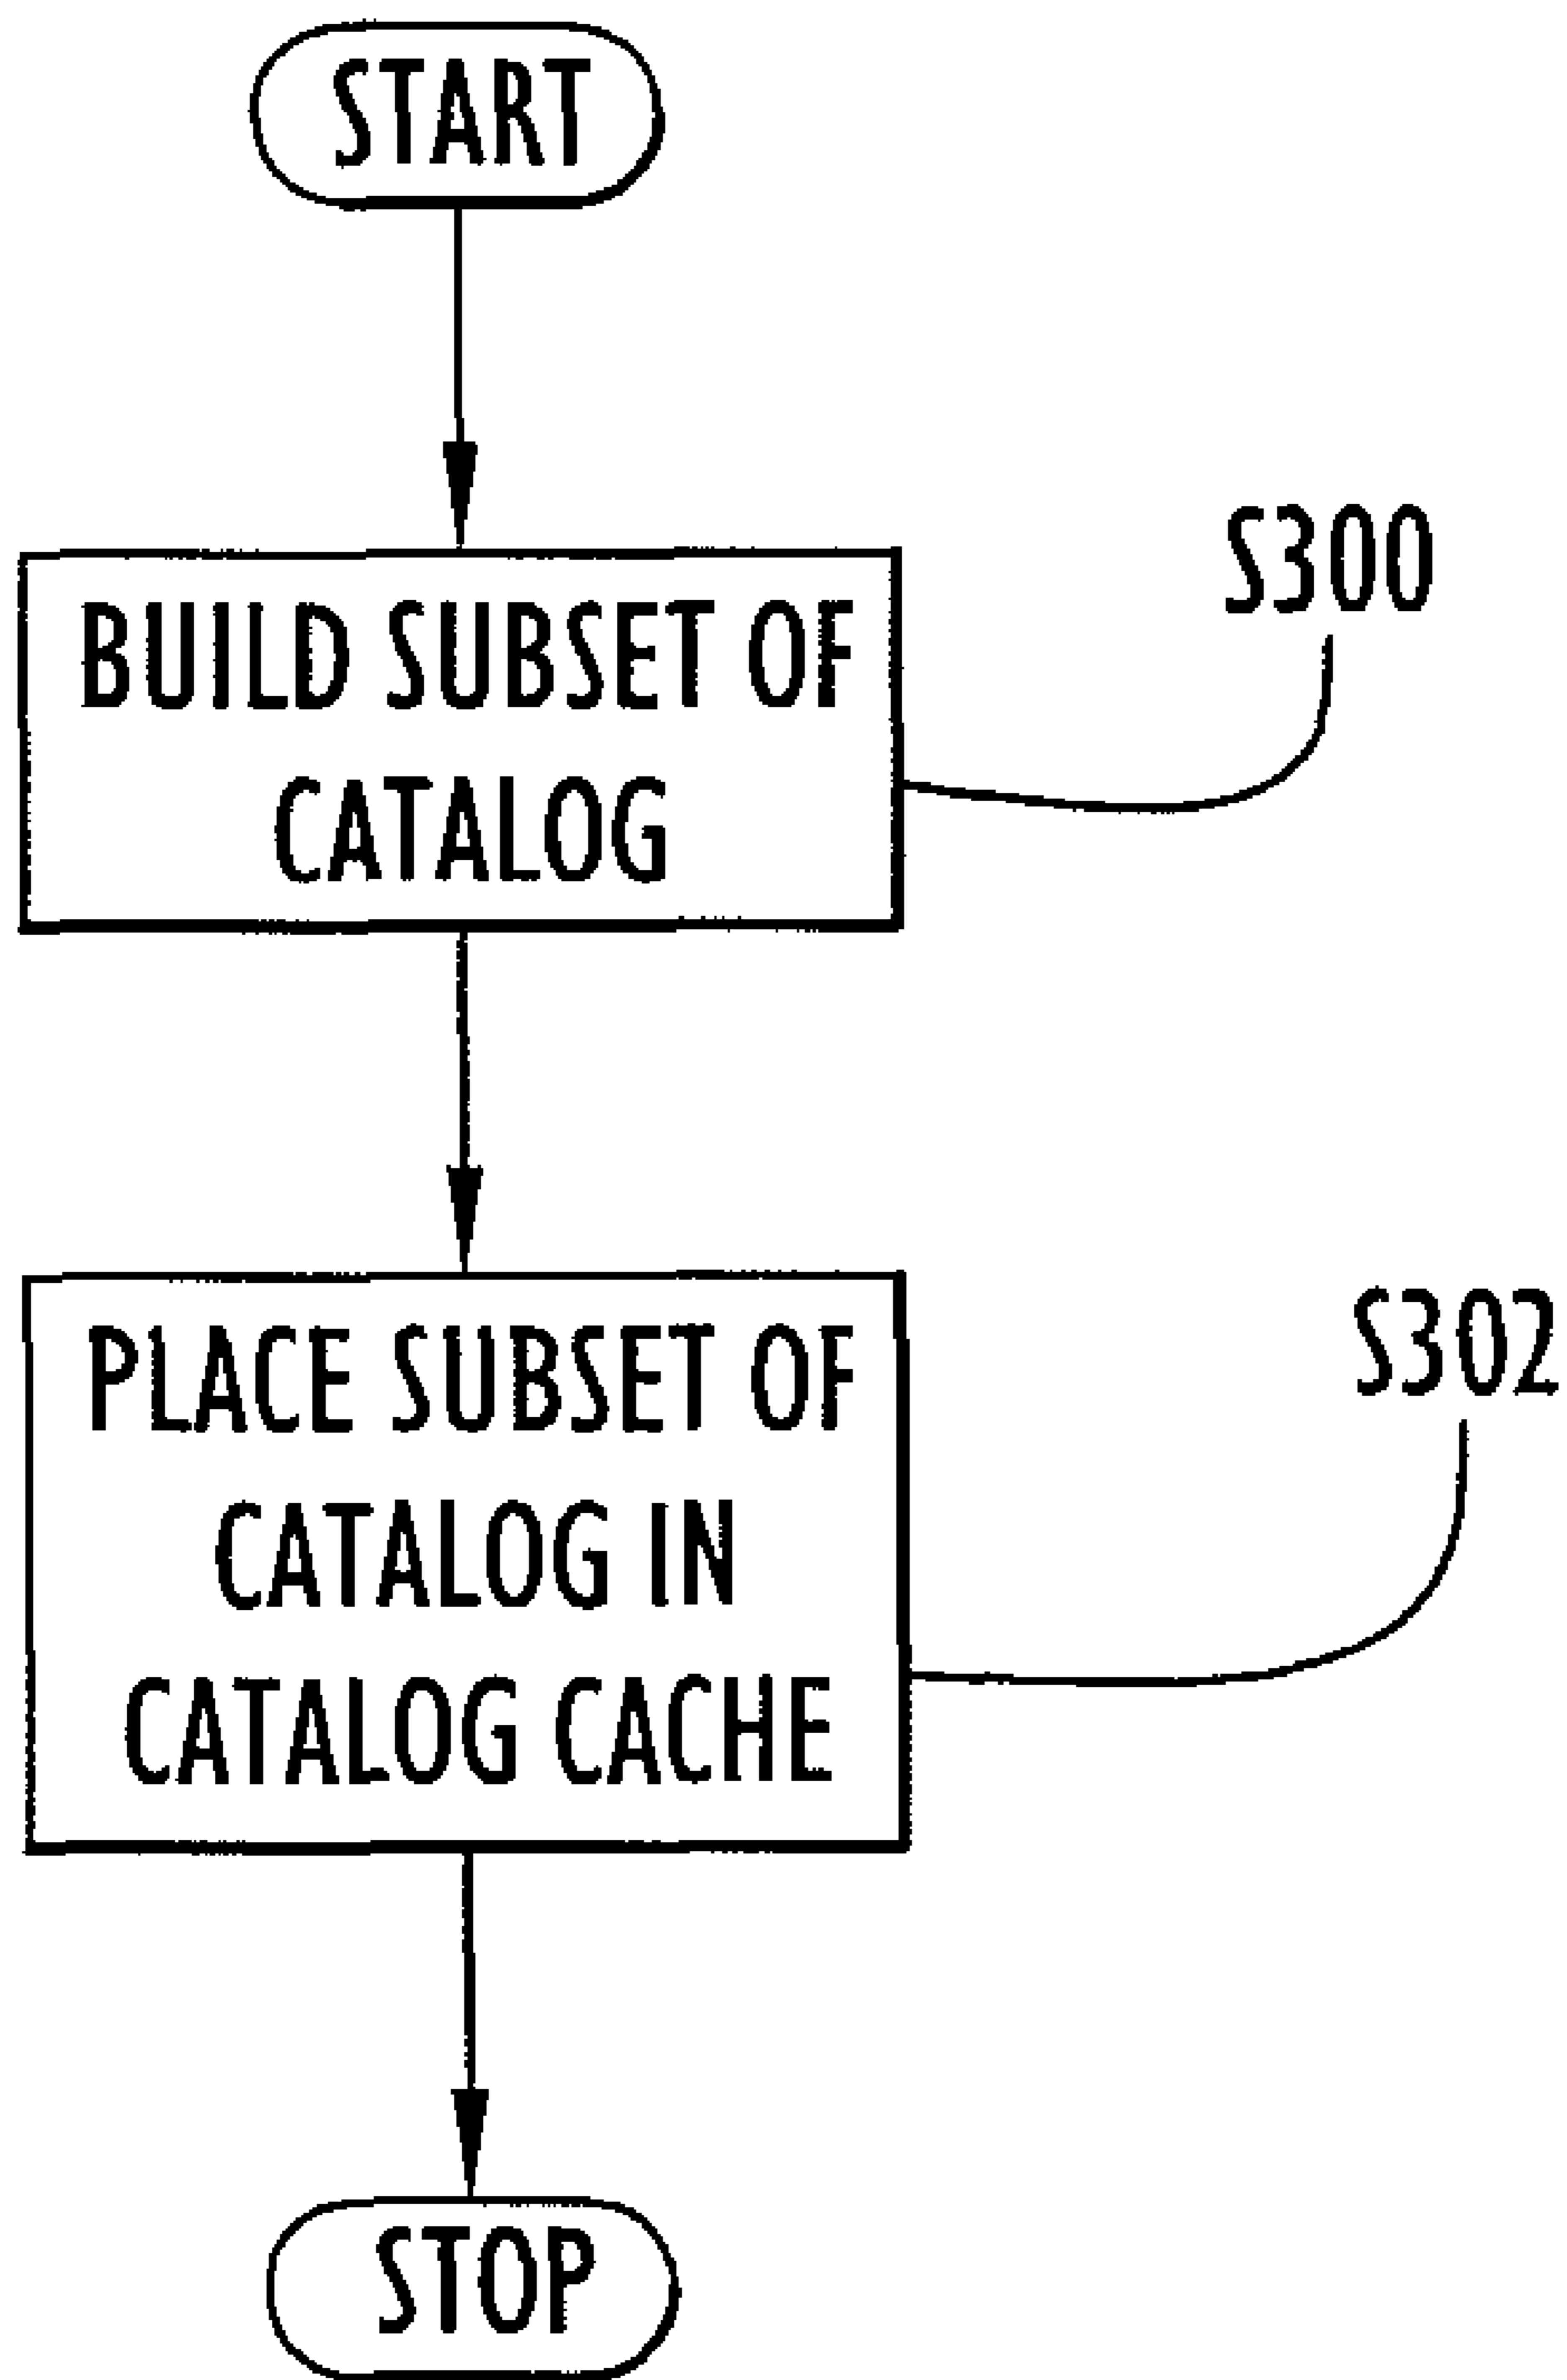 START
S300
BUILD SUBSET OF
CATALOG
S302
PLACE SUBSET OF
CATALOG IN
CATALOG CACHE
STOP